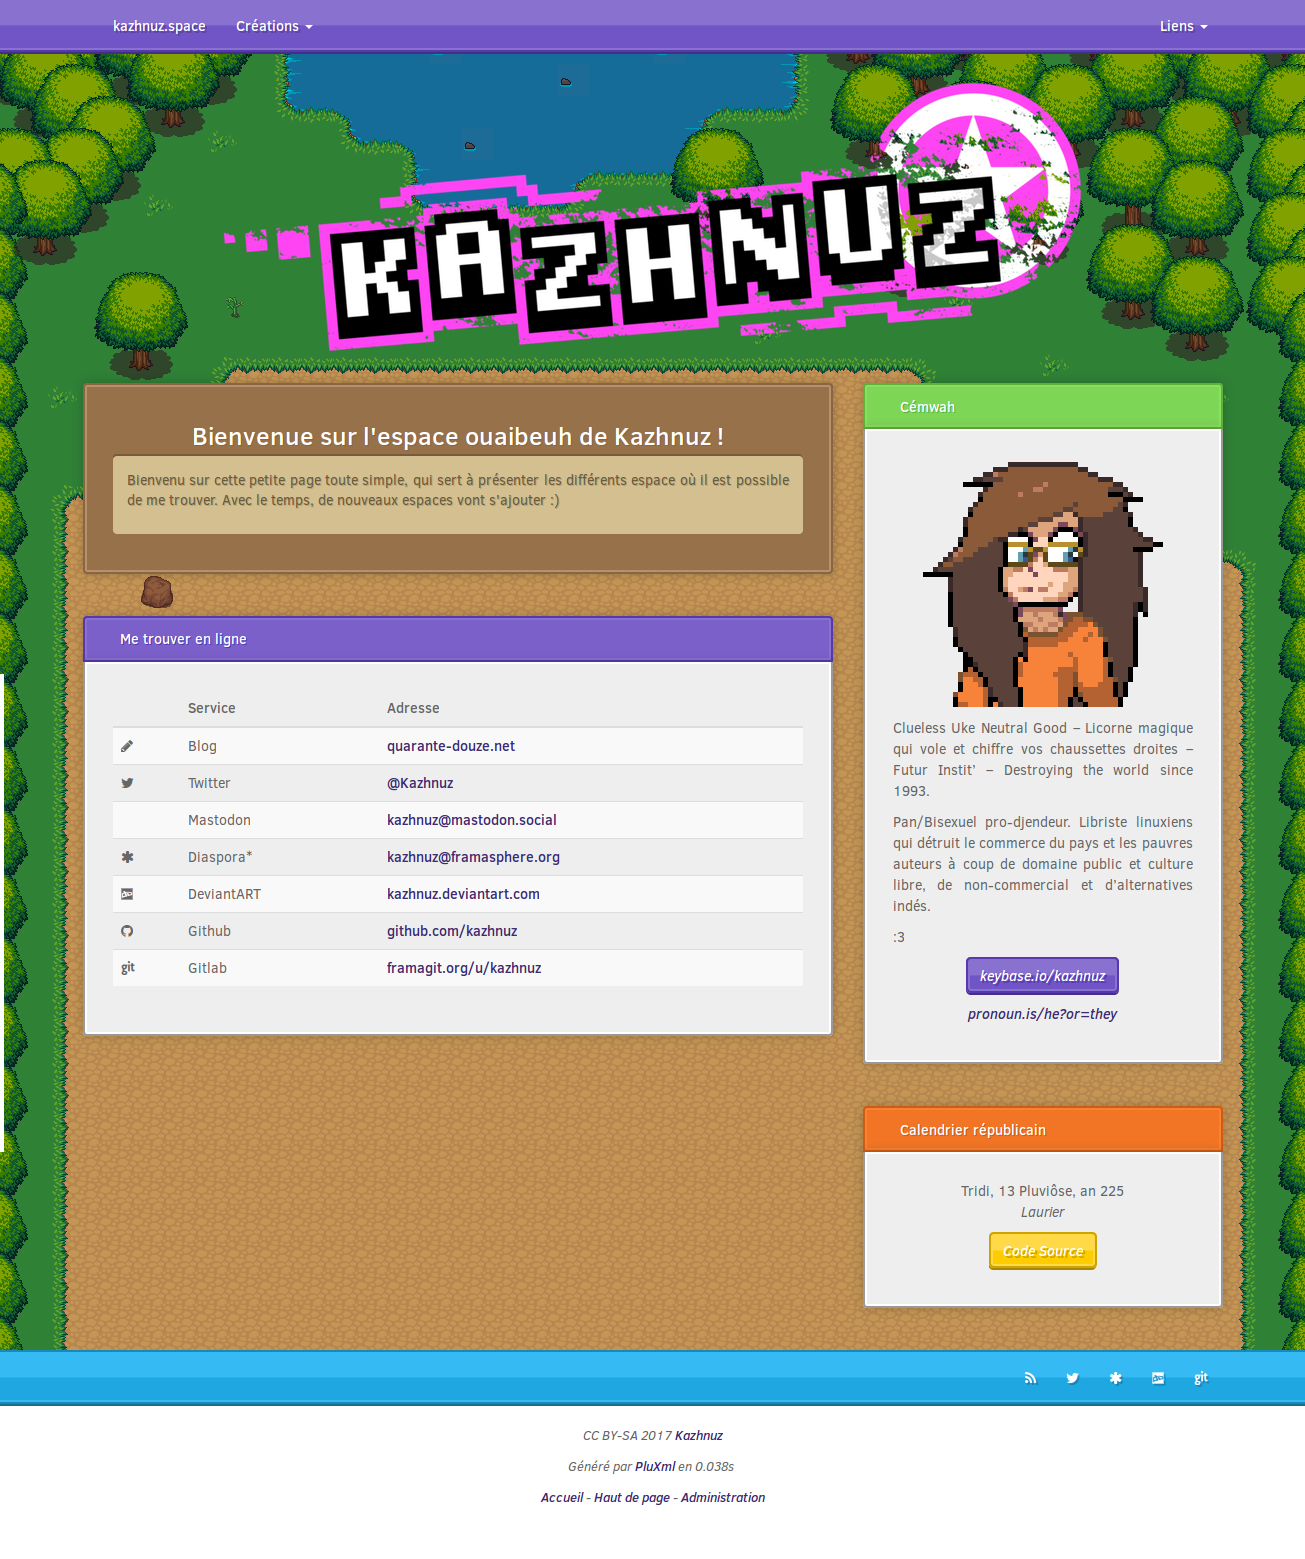 kazhnuz.space Créations Liens
KAZHNUZ
Bienvenue sur l'espace ouaibeuh de Kazhnuz !
Bienvenu sur cette petite page toute simple, qui sert à présenter les différents espace où il est possible
de me trouver. Avec le temps, de nouveaux espaces vont s'ajouter :)
Me trouver en ligne
Service Adresse
Blog quarante-douze.net
Twitter @Kazhnuz
Mastodon kazhnuz@mastodon.social
Diaspora* kazhnuz@framasphere.org
DeviantART kazhnuz.deviantart.com
Github github.com/kazhnuz
git Gitlab framagit.org/u/kazhnuz
Cémwah
Clueless Uke Neutral Good – Licorne magique
qui vole et chiffre vos chaussettes droites –
Futur Instit’ – Destroying the world since
1993.
Pan/Bisexuel pro-djendeur. Libriste linuxiens
qui détruit le commerce du pays et les pauvres
auteurs à coup de domaine public et culture
libre, de non-commercial et d’alternatives
indés.
:3
keybase.io/kazhnuz
pronoun.is/he?or=they
Calendrier républicain
Tridi, 13 Pluviôse, an 225
Laurier
Code Source
git
CC BY-SA 2017 Kazhnuz
Généré par PluXml en 0.038s
Accueil - Haut de page - Administration